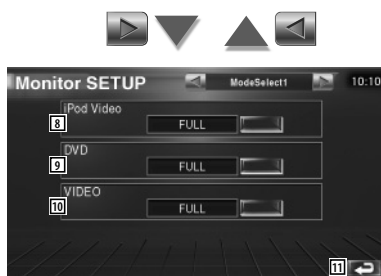 Monitor SETUP ModeSelect1 10:10
iPod Video
8 FULL
DVD
9 FULL
VIDEO
10 FULL
11